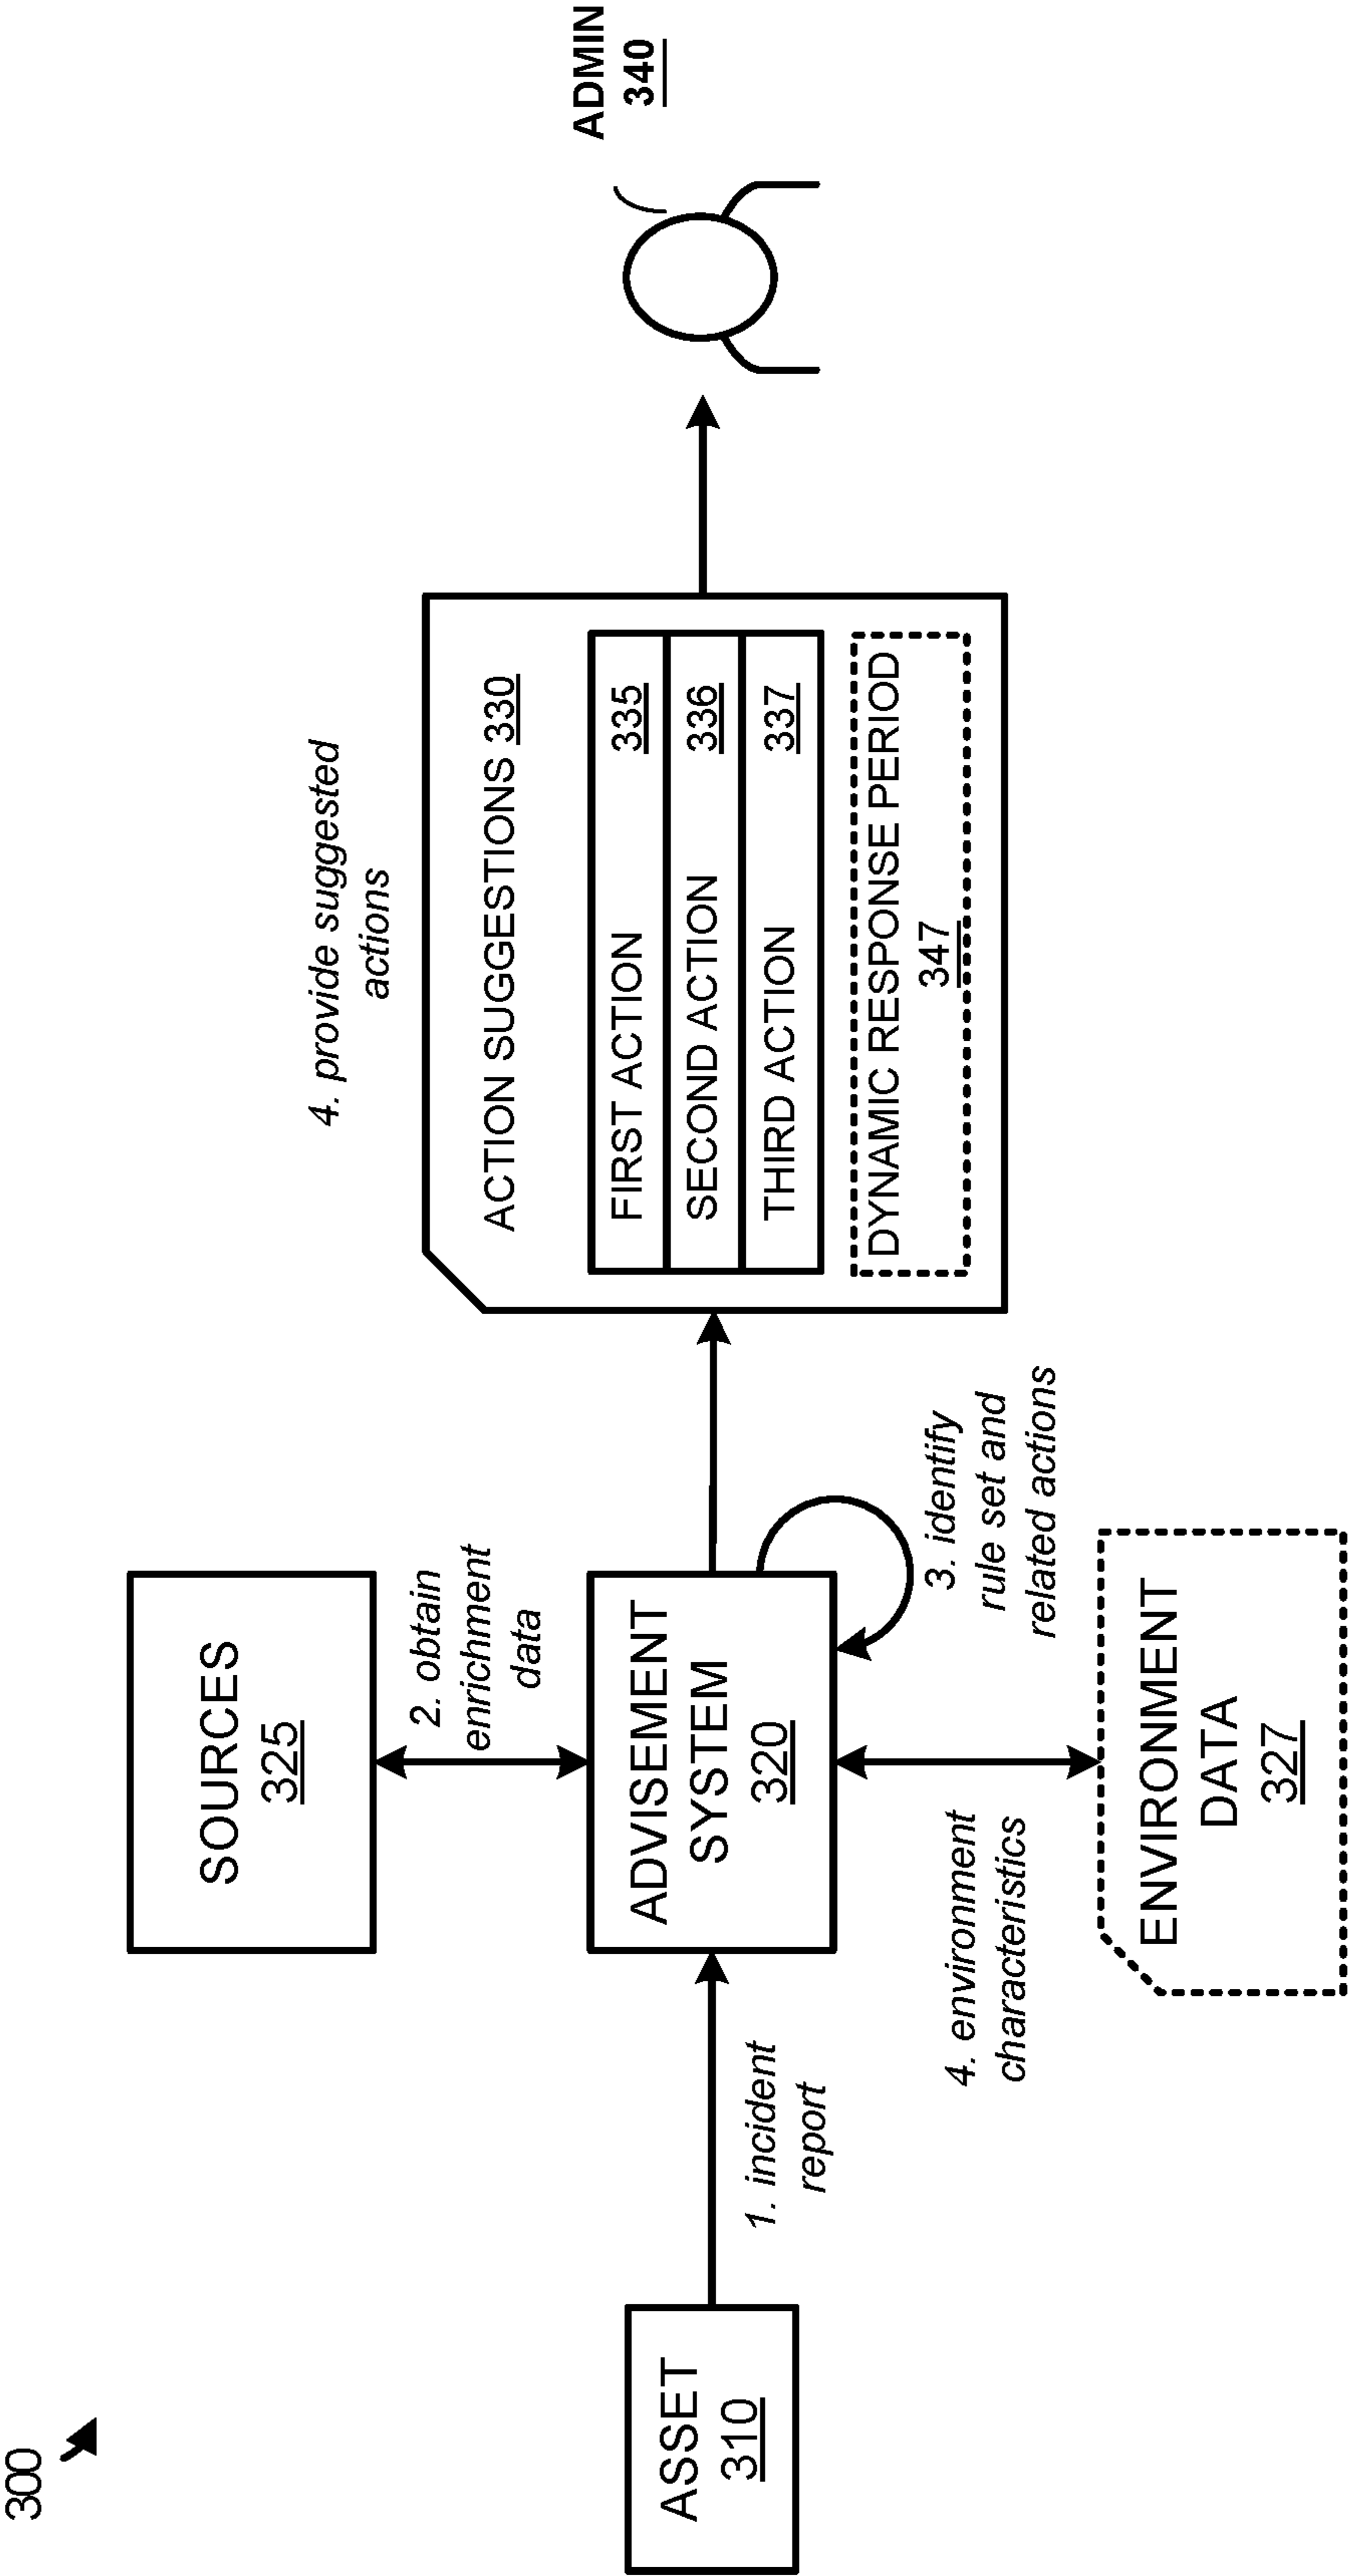 300
SOURCES
325
2. obtain
enrichment
data
ASSET
310
1. incident
report
ADVISEMENT
SYSTEM
320
3. identify
rule set and
related actions
4. environment
characteristics
ENVIRONMENT
DATA
327
4. provide suggested
actions
ACTION SUGGESTIONS 330
FIRST ACTION 335
SECOND ACTION 336
THIRD ACTION 337
DYNAMIC RESPONSE PERIOD
347
ADMIN
340